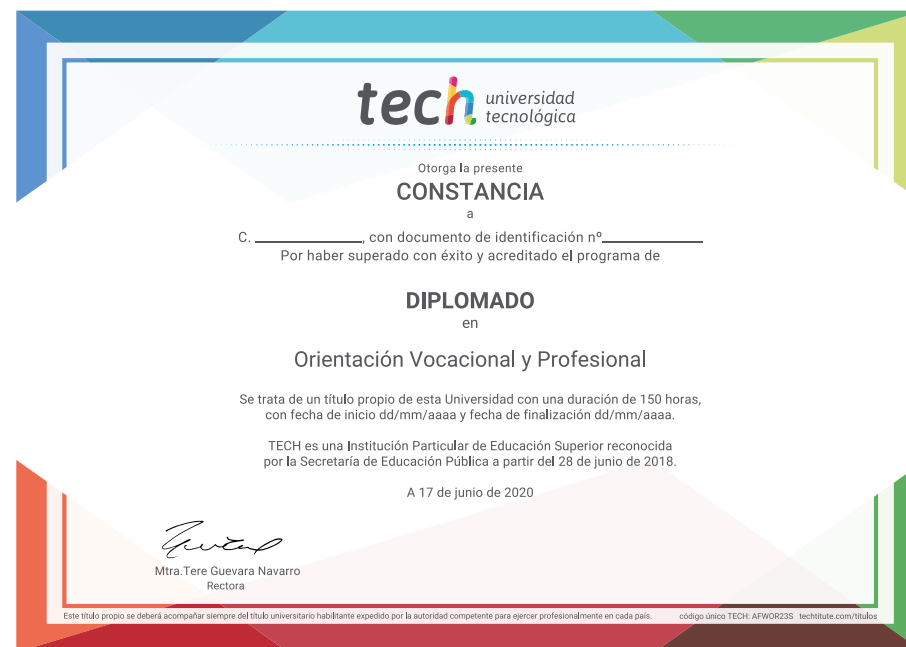 tech universidad
tecnológica
Otorga la presente
CONSTANCIA
a
C. ____________, con documento de identificación nº____________
Por haber superado con éxito y acreditado el programa de
DIPLOMADO
en
Orientación Vocacional y Profesional
Se trata de un título propio de esta Universidad con una duración de 150 horas,
con fecha de inicio dd/mm/aaaa y fecha de finalización dd/mm/aaaa.
TECH es una Institución Particular de Educación Superior reconocida
por la Secretaría de Educación Pública a partir del 28 de junio de 2018.
A 17 de junio de 2020
Mtra.Tere Guevara Navarro
Rectora
Este título propio se deberá acompañar siempre del título universitario habilitante expedido por la autoridad competente para ejercer profesionalmente en cada país. código único TECH: AFWOR23S techtitute.com/titulos